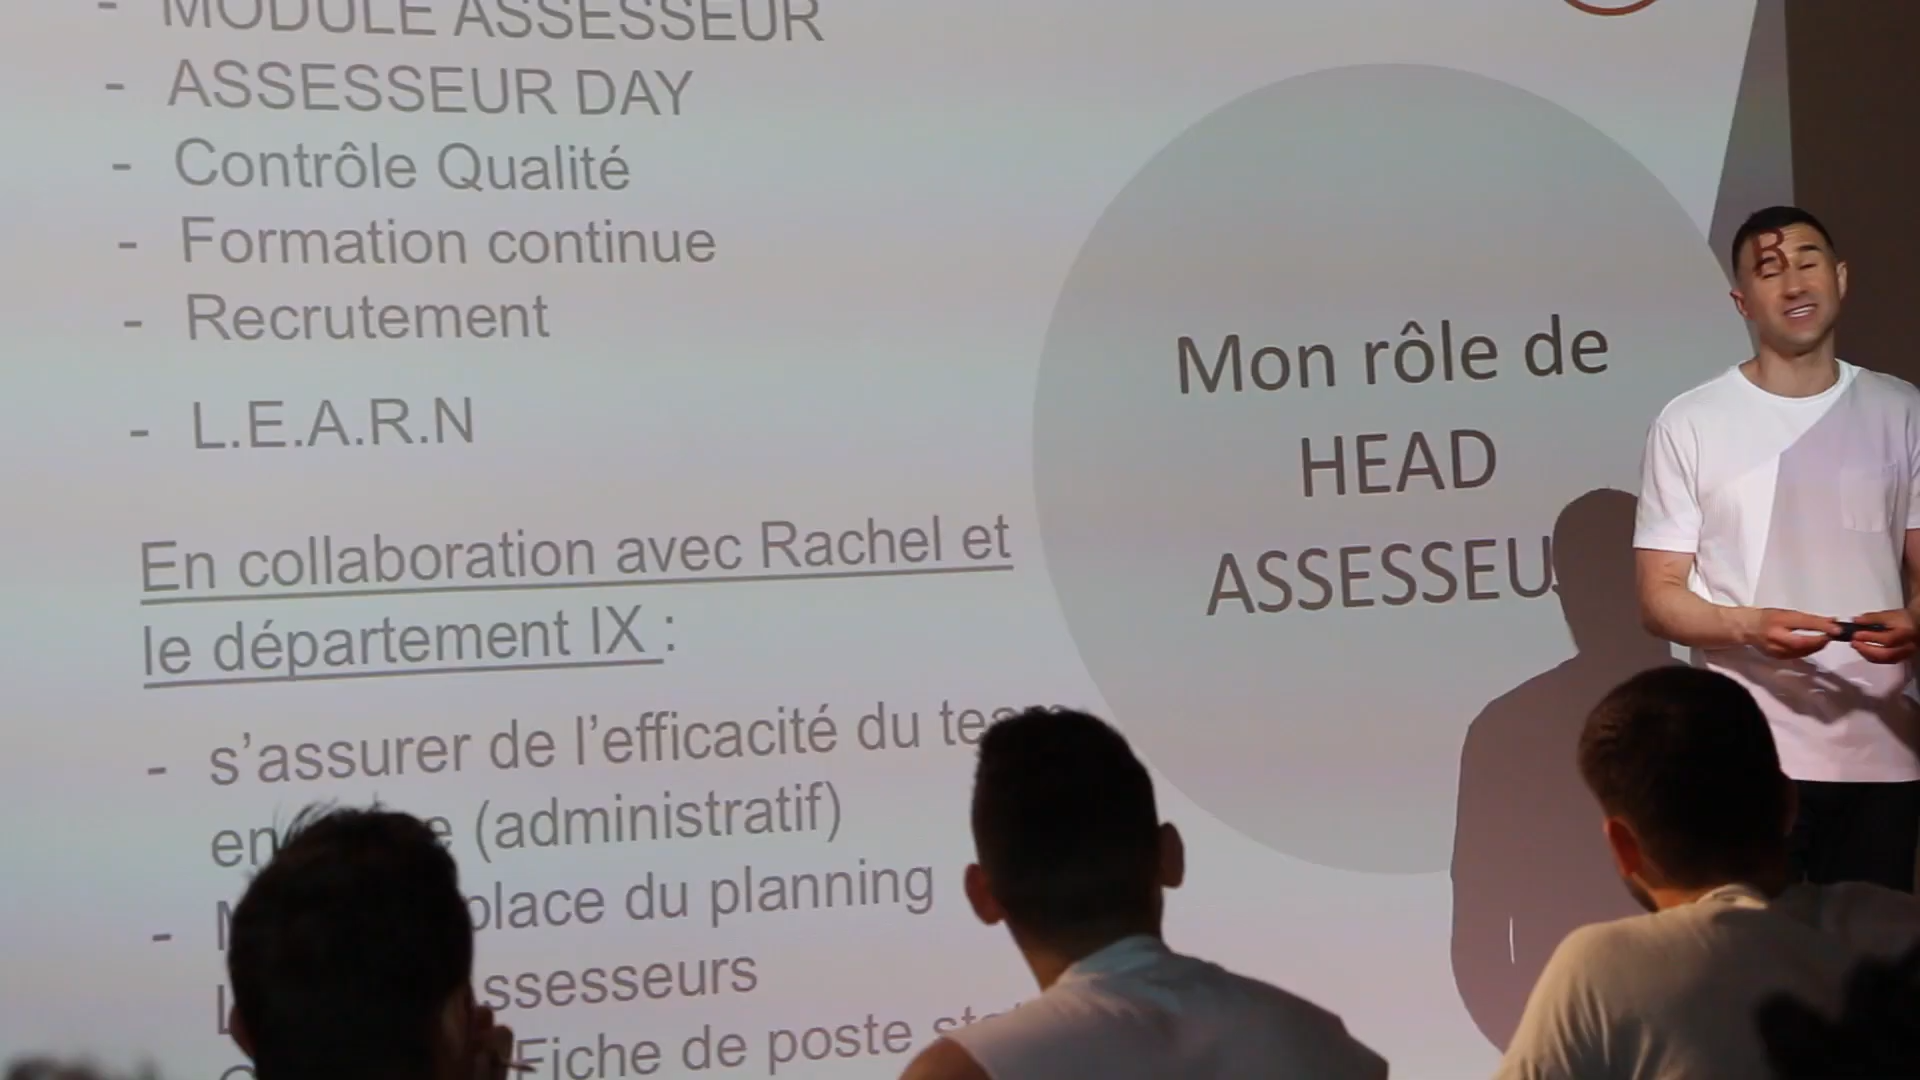 - MODULE ASSESSEUR
- ASSESSEUR DAY
- Contrôle Qualité
- Formation continue
- Recrutement
- L.E.A.R.N
En collaboration avec Rachel et
le département IX :
- s'assurer de l'efficacité du
(administratif)
- place du planning
Fiche de poste
Mon rôle de
HEAD
R